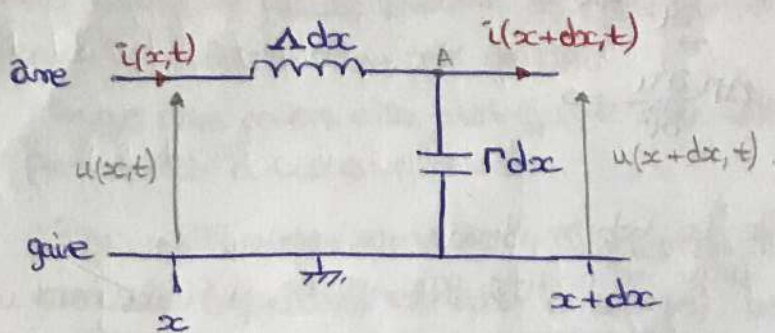 i(x,t) Λdx A i(x+dx,t)
âme
u(x,t) Γdx u(x+dx,t)
gaine
x x+dx